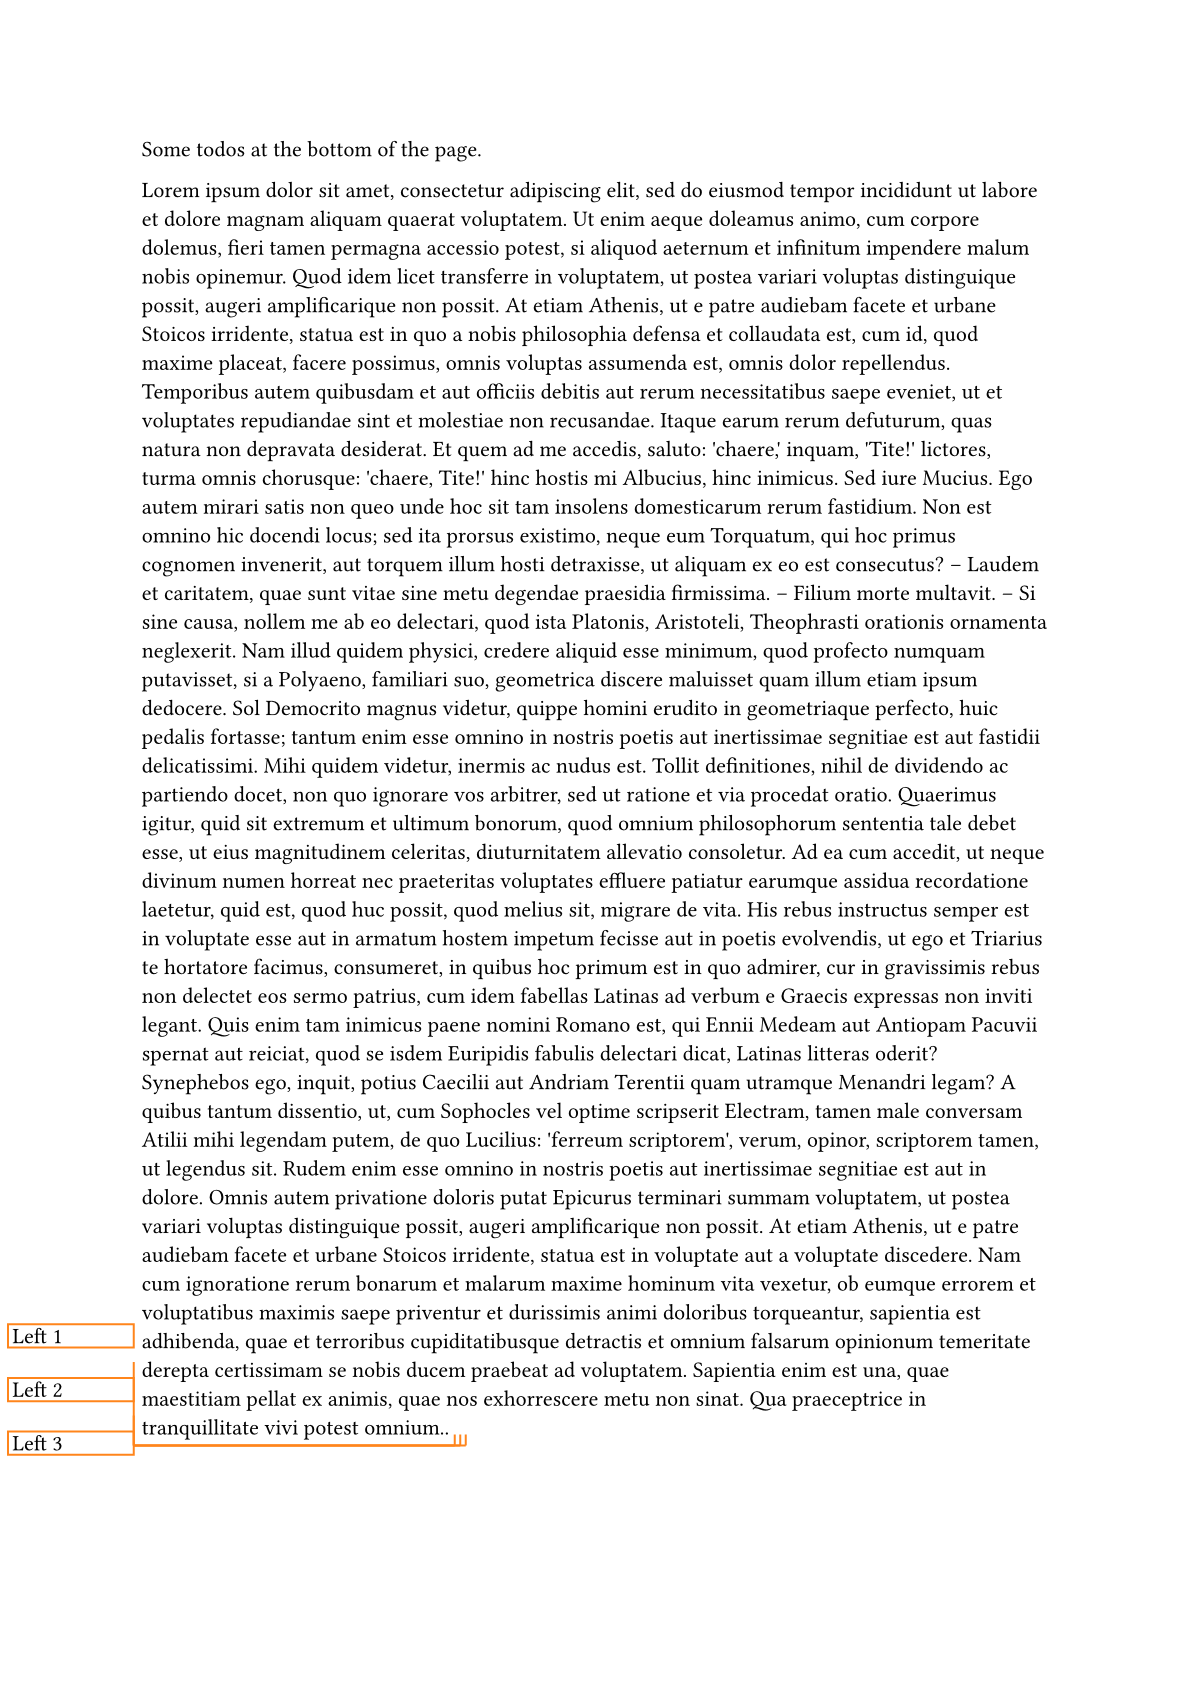 Some todos at the bottom of the page.
Lorem ipsum dolor sit amet, consectetur adipiscing elit, sed do eiusmod tempor incididunt ut labore
et dolore magnam aliquam quaerat voluptatem. Ut enim aeque doleamus animo, cum corpore
dolemus, fieri tamen permagna accessio potest, si aliquod aeternum et infinitum impendere malum
nobis opinemur. Quod idem licet transferre in voluptatem, ut postea variari voluptas distinguique
possit, augeri amplificarique non possit. At etiam Athenis, ut e patre audiebam facete et urbane
Stoicos irridente, statua est in quo a nobis philosophia defensa et collaudata est, cum id, quod
maxime placeat, facere possimus, omnis voluptas assumenda est, omnis dolor repellendus.
Temporibus autem quibusdam et aut officiis debitis aut rerum necessitatibus saepe eveniet, ut et
voluptates repudiandae sint et molestiae non recusandae. Itaque earum rerum defuturum, quas
natura non depravata desiderat. Et quem ad me accedis, saluto: 'chaere,' inquam, 'Tite!' lictores,
turma omnis chorusque: 'chaere, Tite!' hinc hostis mi Albucius, hinc inimicus. Sed iure Mucius. Ego
autem mirari satis non queo unde hoc sit tam insolens domesticarum rerum fastidium. Non est
omnino hic docendi locus; sed ita prorsus existimo, neque eum Torquatum, qui hoc primus
cognomen invenerit, aut torquem illum hosti detraxisse, ut aliquam ex eo est consecutus? – Laudem
et caritatem, quae sunt vitae sine metu degendae praesidia firmissima. – Filium morte multavit. – Si
sine causa, nollem me ab eo delectari, quod ista Platonis, Aristoteli, Theophrasti orationis ornamenta
neglexerit. Nam illud quidem physici, credere aliquid esse minimum, quod profecto numquam
putavisset, si a Polyaeno, familiari suo, geometrica discere maluisset quam illum etiam ipsum
dedocere. Sol Democrito magnus videtur, quippe homini erudito in geometriaque perfecto, huic
pedalis fortasse; tantum enim esse omnino in nostris poetis aut inertissimae segnitiae est aut fastidii
delicatissimi. Mihi quidem videtur, inermis ac nudus est. Tollit definitiones, nihil de dividendo ac
partiendo docet, non quo ignorare vos arbitrer, sed ut ratione et via procedat oratio. Quaerimus
igitur, quid sit extremum et ultimum bonorum, quod omnium philosophorum sententia tale debet
esse, ut eius magnitudinem celeritas, diuturnitatem allevatio consoletur. Ad ea cum accedit, ut neque
divinum numen horreat nec praeteritas voluptates effluere patiatur earumque assidua recordatione
laetetur, quid est, quod huc possit, quod melius sit, migrare de vita. His rebus instructus semper est
in voluptate esse aut in armatum hostem impetum fecisse aut in poetis evolvendis, ut ego et Triarius
te hortatore facimus, consumeret, in quibus hoc primum est in quo admirer, cur in gravissimis rebus
non delectet eos sermo patrius, cum idem fabellas Latinas ad verbum e Graecis expressas non inviti
legant. Quis enim tam inimicus paene nomini Romano est, qui Ennii Medeam aut Antiopam Pacuvii
spernat aut reiciat, quod se isdem Euripidis fabulis delectari dicat, Latinas litteras oderit?
Synephebos ego, inquit, potius Caecilii aut Andriam Terentii quam utramque Menandri legam? A
quibus tantum dissentio, ut, cum Sophocles vel optime scripserit Electram, tamen male conversam
Atilii mihi legendam putem, de quo Lucilius: 'ferreum scriptorem', verum, opinor, scriptorem tamen,
ut legendus sit. Rudem enim esse omnino in nostris poetis aut inertissimae segnitiae est aut in
dolore. Omnis autem privatione doloris putat Epicurus terminari summam voluptatem, ut postea
variari voluptas distinguique possit, augeri amplificarique non possit. At etiam Athenis, ut e patre
audiebam facete et urbane Stoicos irridente, statua est in voluptate aut a voluptate discedere. Nam
cum ignoratione rerum bonarum et malarum maxime hominum vita vexetur, ob eumque errorem et
voluptatibus maximis saepe priventur et durissimis animi doloribus torqueantur, sapientia est
adhibenda, quae et terroribus cupiditatibusque detractis et omnium falsarum opinionum temeritate
derepta certissimam se nobis ducem praebeat ad voluptatem. Sapientia enim est una, quae
maestitiam pellat ex animis, quae nos exhorrescere metu non sinat. Qua praeceptrice in
tranquillitate vivi potest omnium..
Left 1
Left 2
Left 3